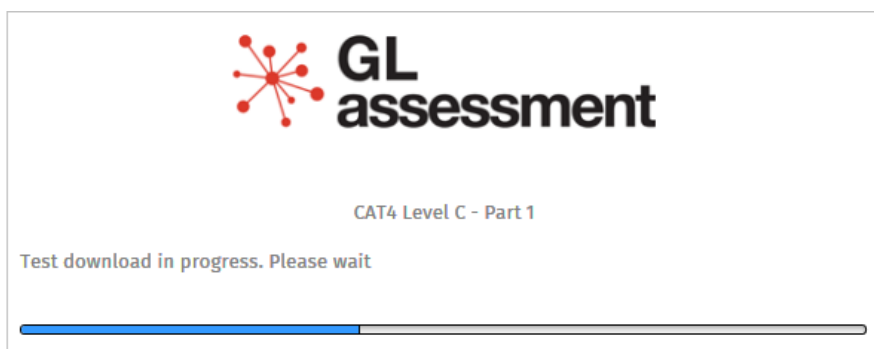 GL
assessment
CAT4 Level C - Part 1
Test download in progress. Please wait